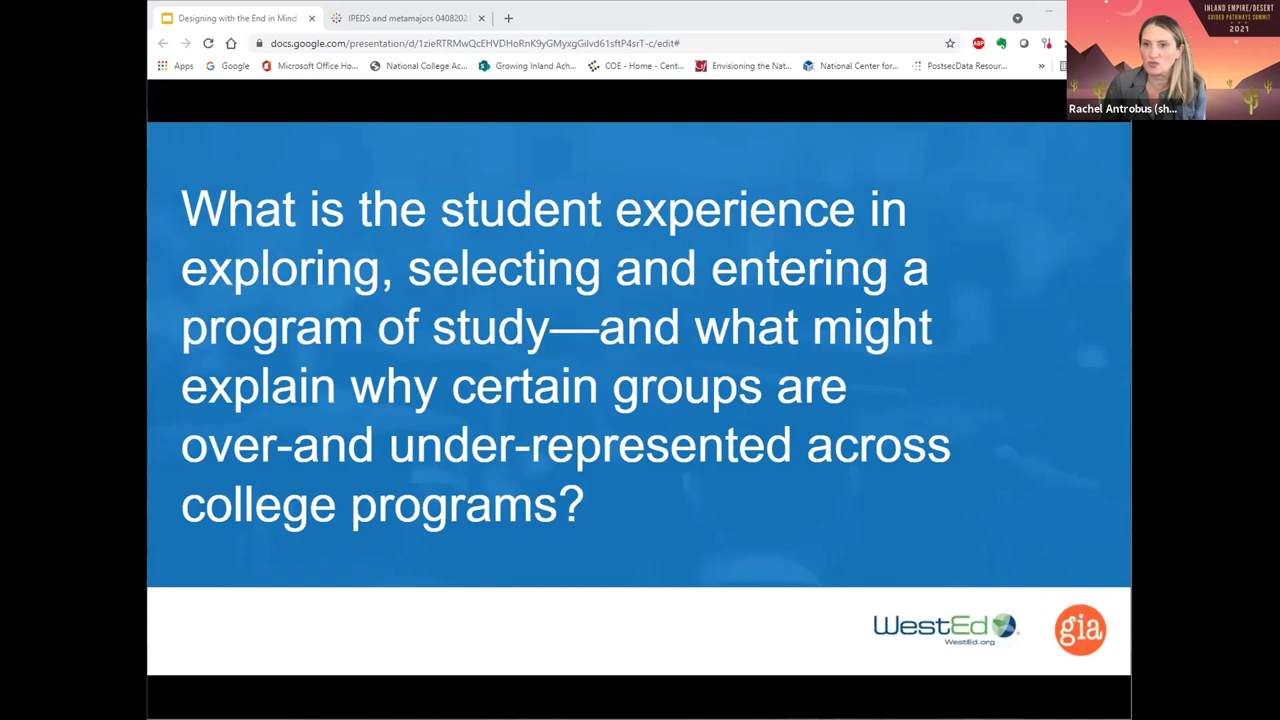 Designing with the End in Mind
IPEDS and metamajors 0408202
docs.google.com/presentation/d/1zieRTRMwQcEHVDHoRnK9yGMyxgGilvd61sftP4srT-c/edit#
Apps
Google
Microsoft Office Ho...
National College Ac...
Growing Inland Ach...
COE - Home - Cent...
Envisioning the Nat...
National Center for...
PostsecData Resour...
»
INLAND EMPIRE/DESERT
GUIDED PATHWAYS SUMMIT
2021
Rachel Antrobus (sh...
What is the student experience in
exploring, selecting and entering a
program of study—and what might
explain why certain groups are
over-and under-represented across
college programs?
WestEd
WestEd.org
gia